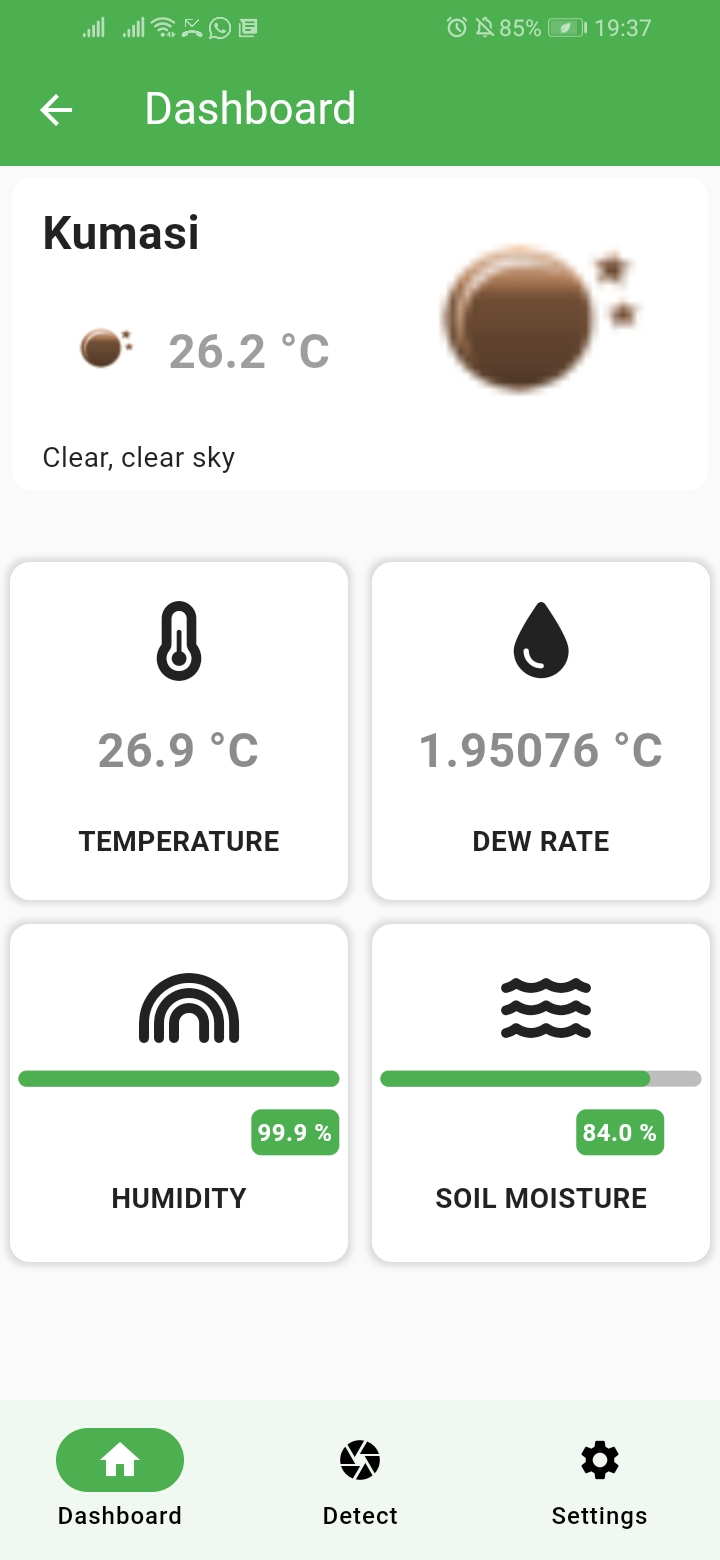 85% 19:37
Dashboard
Kumasi
26.2 °C
Clear, clear sky
26.9 °C
1.95076 °C
TEMPERATURE
DEW RATE
99.9 %
84.0 %
HUMIDITY
SOIL MOISTURE
Dashboard
Detect
Settings